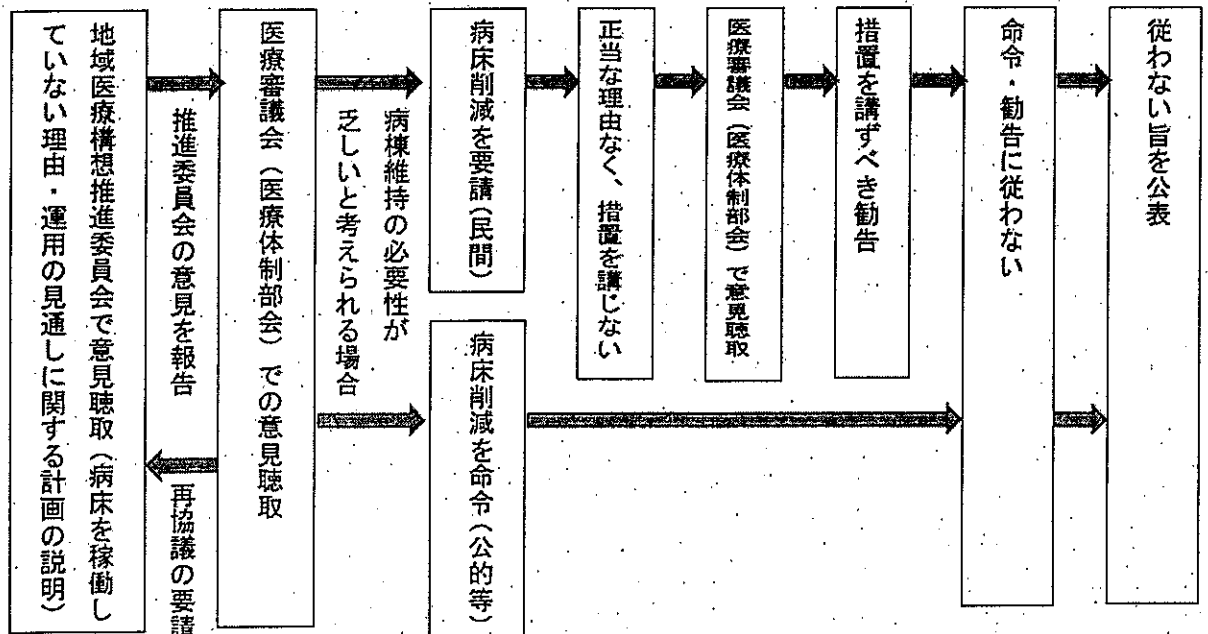 地域医療構想推進委員会で意見聴取（病床を稼働し
ていない理由・運用の見通しに関する計画の説明）
推進委員会の意見を報告
再協議の要請
医療審議会（医療体制部会）での意見聴取
病棟維持の必要性が
乏しいと考えられる場合
病床削減を要請（民間）
病床削減を命令（公的等）
正当な理由なく、措置を講じない
医療審議会（医療体制部会）で意見聴取
措置を講ずべき勧告
命令・勧告に従わない
従わない旨を公表